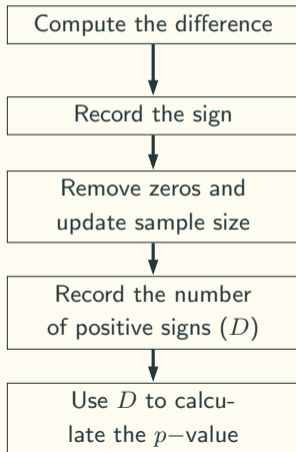 Compute the difference
Record the sign
Remove zeros and
update sample size
Record the number
of positive signs (D)
Use D to calcu-
late the p−value